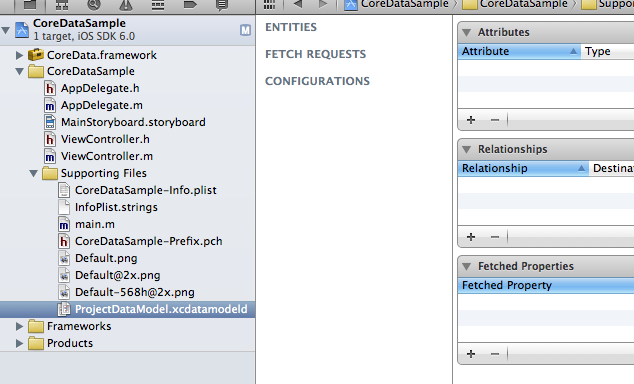 CoreDataSample
1 target, iOS SDK 6.0
M
CoreData.framework
CoreDataSample
AppDelegate.h
AppDelegate.m
MainStoryboard.storyboard
ViewController.h
ViewController.m
Supporting Files
CoreDataSample-Info.plist
InfoPlist.strings
main.m
CoreDataSample-Prefix.pch
Default.png
Default@2x.png
Default-568h@2x.png
ProjectDataModel.xcdatamodeld
Frameworks
Products
CoreDataSample CoreDataSample Suppo
ENTITIES
FETCH REQUESTS
CONFIGURATIONS
Attributes
Attribute Type
Relationships
Relationship Destina
Fetched Properties
Fetched Property